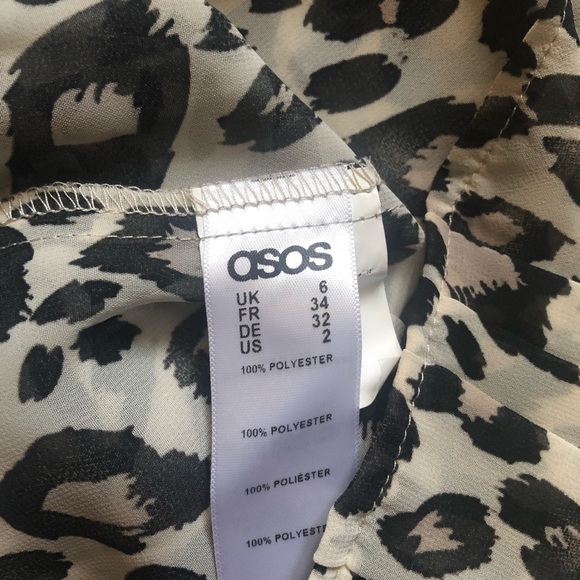 asos
UK 6
FR 34
DE 32
US 2
100% POLYESTER
100% POLYESTER
100% POLIÉSTER
100% POLYESTER